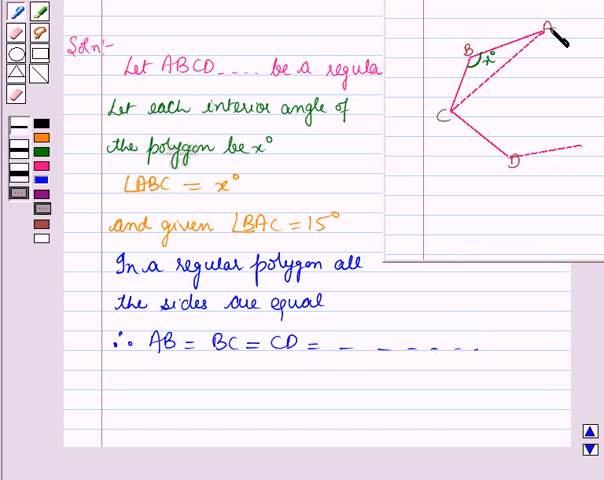 Soln:-
Let ABCD .... be a regula
Let each interior angle of
the polygon be x°
∠ABC = x°
and given ∠BAC = 15°
In a regular polygon all
the sides are equal
∴ AB = BC = CD = _ _ _ _ _ _
A
B
x°
C
D